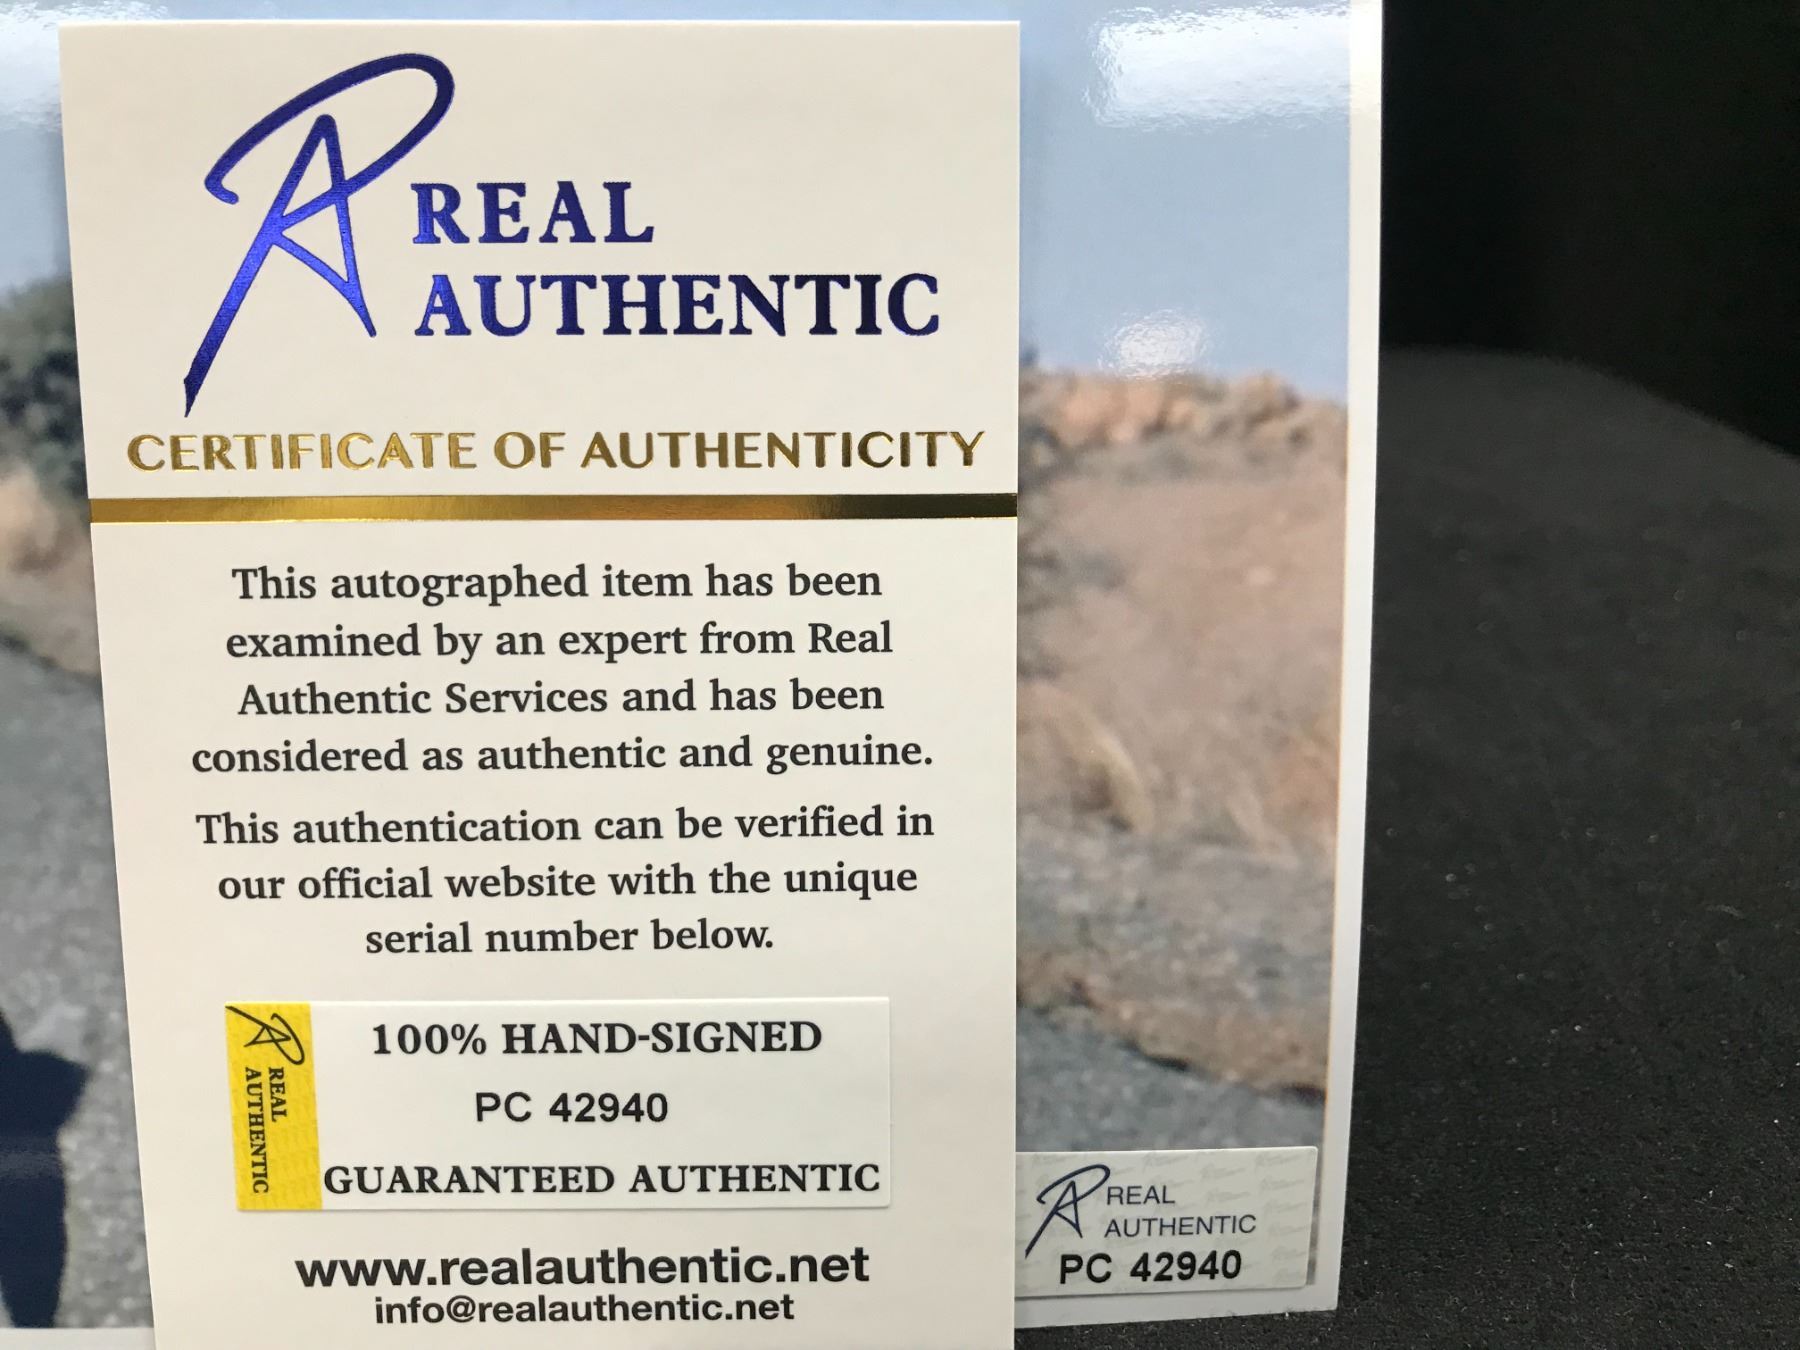 REAL
AUTHENTIC
CERTIFICATE OF AUTHENTICITY
This autographed item has been
examined by an expert from Real
Authentic Services and has been
considered as authentic and genuine.
This authentication can be verified in
our official website with the unique
serial number below.
REAL
AUTHENTIC
100% HAND-SIGNED
PC 42940
GUARANTEED AUTHENTIC
www.realauthentic.net
info@realauthentic.net
REAL
AUTHENTIC
PC 42940